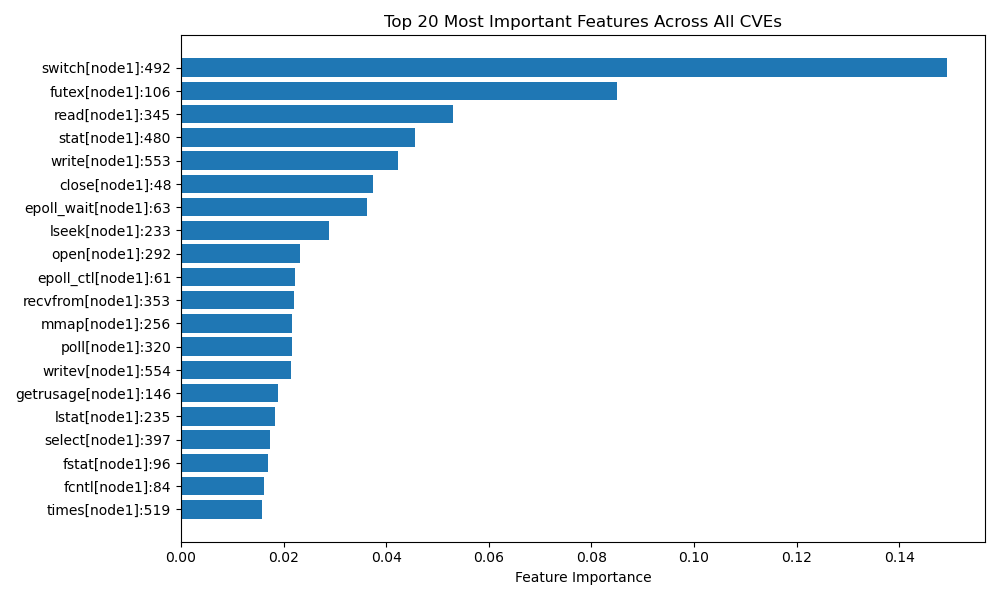 Top 20 Most Important Features Across All CVEs
switch[node1]:492
futex[node1]:106
read[node1]:345
stat[node1]:480
write[node1]:553
close[node1]:48
epoll_wait[node1]:63
lseek[node1]:233
open[node1]:292
epoll_ctl[node1]:61
recvfrom[node1]:353
mmap[node1]:256
poll[node1]:320
writev[node1]:554
getrusage[node1]:146
lstat[node1]:235
select[node1]:397
fstat[node1]:96
fcntl[node1]:84
times[node1]:519
0.00 0.02 0.04 0.06 0.08 0.10 0.12 0.14
Feature Importance